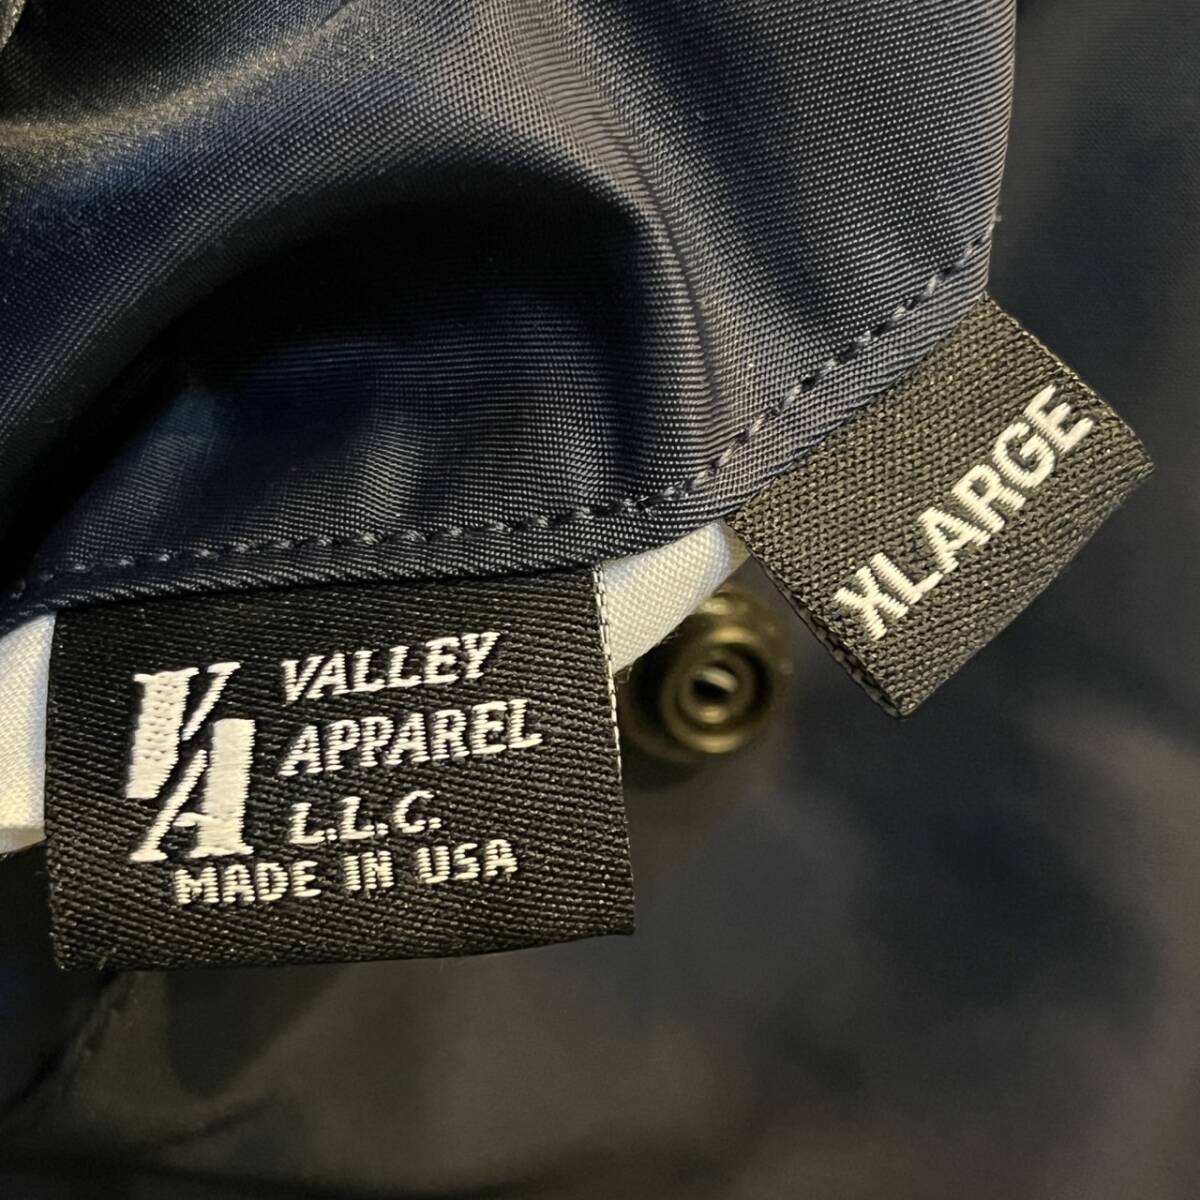 VA
VALLEY
APPAREL
L.L.C.
MADE IN USA
XLARGE